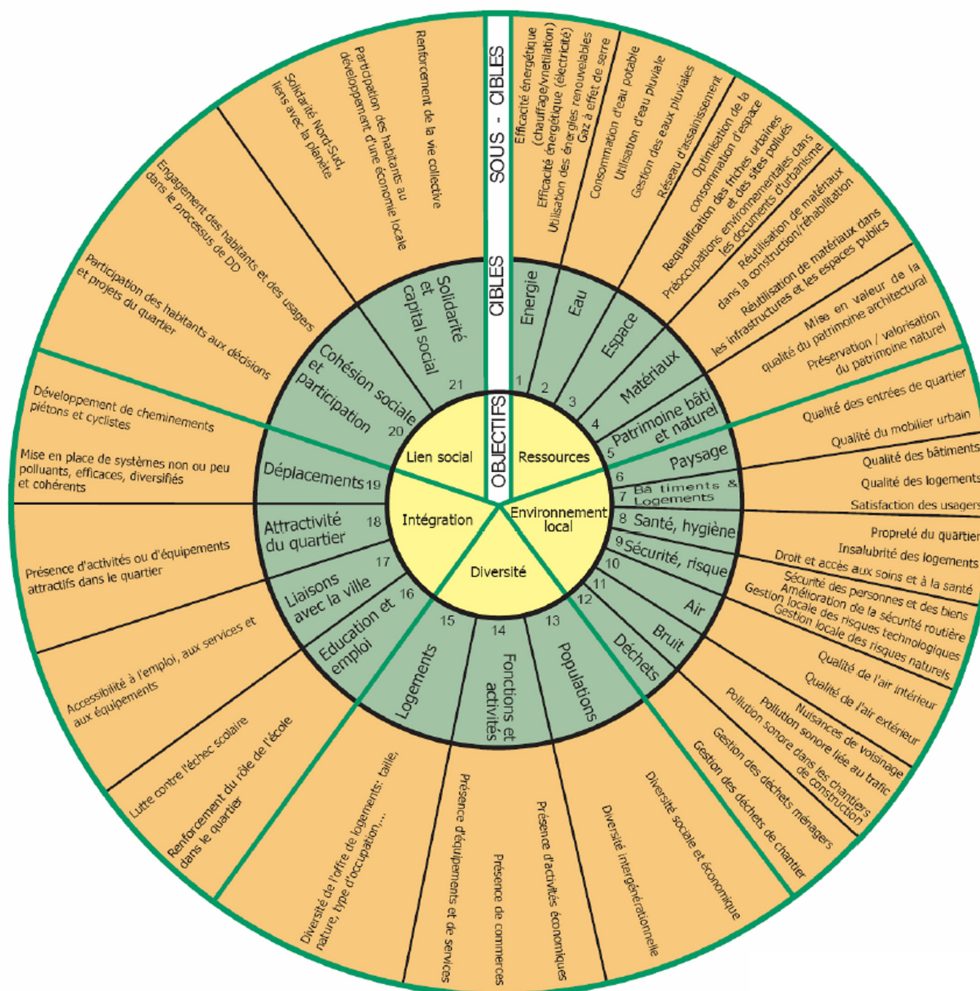 SOUS - CIBLES
CIBLES
OBJECTIFS
Ressources
Environnement
local
Diversité
Intégration
Lien social
1
Energie
2
Eau
3
Espace
4
Matériaux
5
Patrimoine bâti
et naturel
6
Paysage
7
Bâ timents &
Logements
8
Santé, hygiène
9
Sécurité, risque
10
Air
11
Bruit
12
Déchets
13
Populations
14
Fonctions et
activités
15
Logements
16
Education et
emploi
17
Liaisons
avec la ville
18
Attractivité
du quartier
19
Déplacements
20
Cohésion sociale
et
participation
21
Solidarité
et
capital social
Efficacité énergétique
(chauffage/vnetilation)
Efficacité énergétique (électricité)
Utilisation des énergies renouvelables
Gaz à effet de serre
Consommation d'eau potable
Utilisation d'eau pluviale
Gestion des eaux pluviales
Réseau d'assainissement
Optimisation de la
consommation d'espace
Requalification des friches urbaines
et des sites pollués
Préoccupations environnementales dans
les documents d'urbanisme
Réutilisation de matériaux
dans la construction/réhabilitation
Réutilisation de matériaux dans
les infrastructures et les espaces publics
Mise en valeur de la
qualité du patrimoine architectural
Préservation / valorisation
du patrimoine naturel
Qualité des entrées de quartier
Qualité du mobilier urbain
Qualité des bâtiments
Qualité des logements
Satisfaction des usagers
Propreté du quartier
Insalubrité des logements
Droit et accès aux soins et à la santé
Sécurité des personnes et des biens
Amélioration de la sécurité routière
Gestion locale des risques technologiques
Gestion locale des risques naturels
Qualité de l'air intérieur
Qualité de l'air extérieur
Nuisances de voisinage
Pollution sonore liée au trafic
Pollution sonore dans les chantiers
de construction
Gestion des déchets ménagers
Gestion des déchets de chantier
Diversité sociale et économique
Diversité intergénérationnelle
Présence d'activités économiques
Présence de commerces
Présence d'équipements et de services
Diversité de l'offre de logements: taille,
nature, type d'occupation,...
Renforcement du rôle de l'école
dans le quartier
Lutte contre l'échec scolaire
Accessibilité à l'emploi, aux services et
aux équipements
Présence d'activités ou d'équipements
attractifs dans le quartier
Mise en place de systèmes non ou peu
polluants, efficaces, diversifiés
et cohérents
Développement de cheminements
piétons et cyclistes
Participation des habitants aux décisions
et projets du quartier
Engagement des habitants et des usagers
dans le processus de DD
Solidarité Nord-Sud,
liens avec la planète
Participation des habitants au
développement d'une économie locale
Renforcement de la vie collective